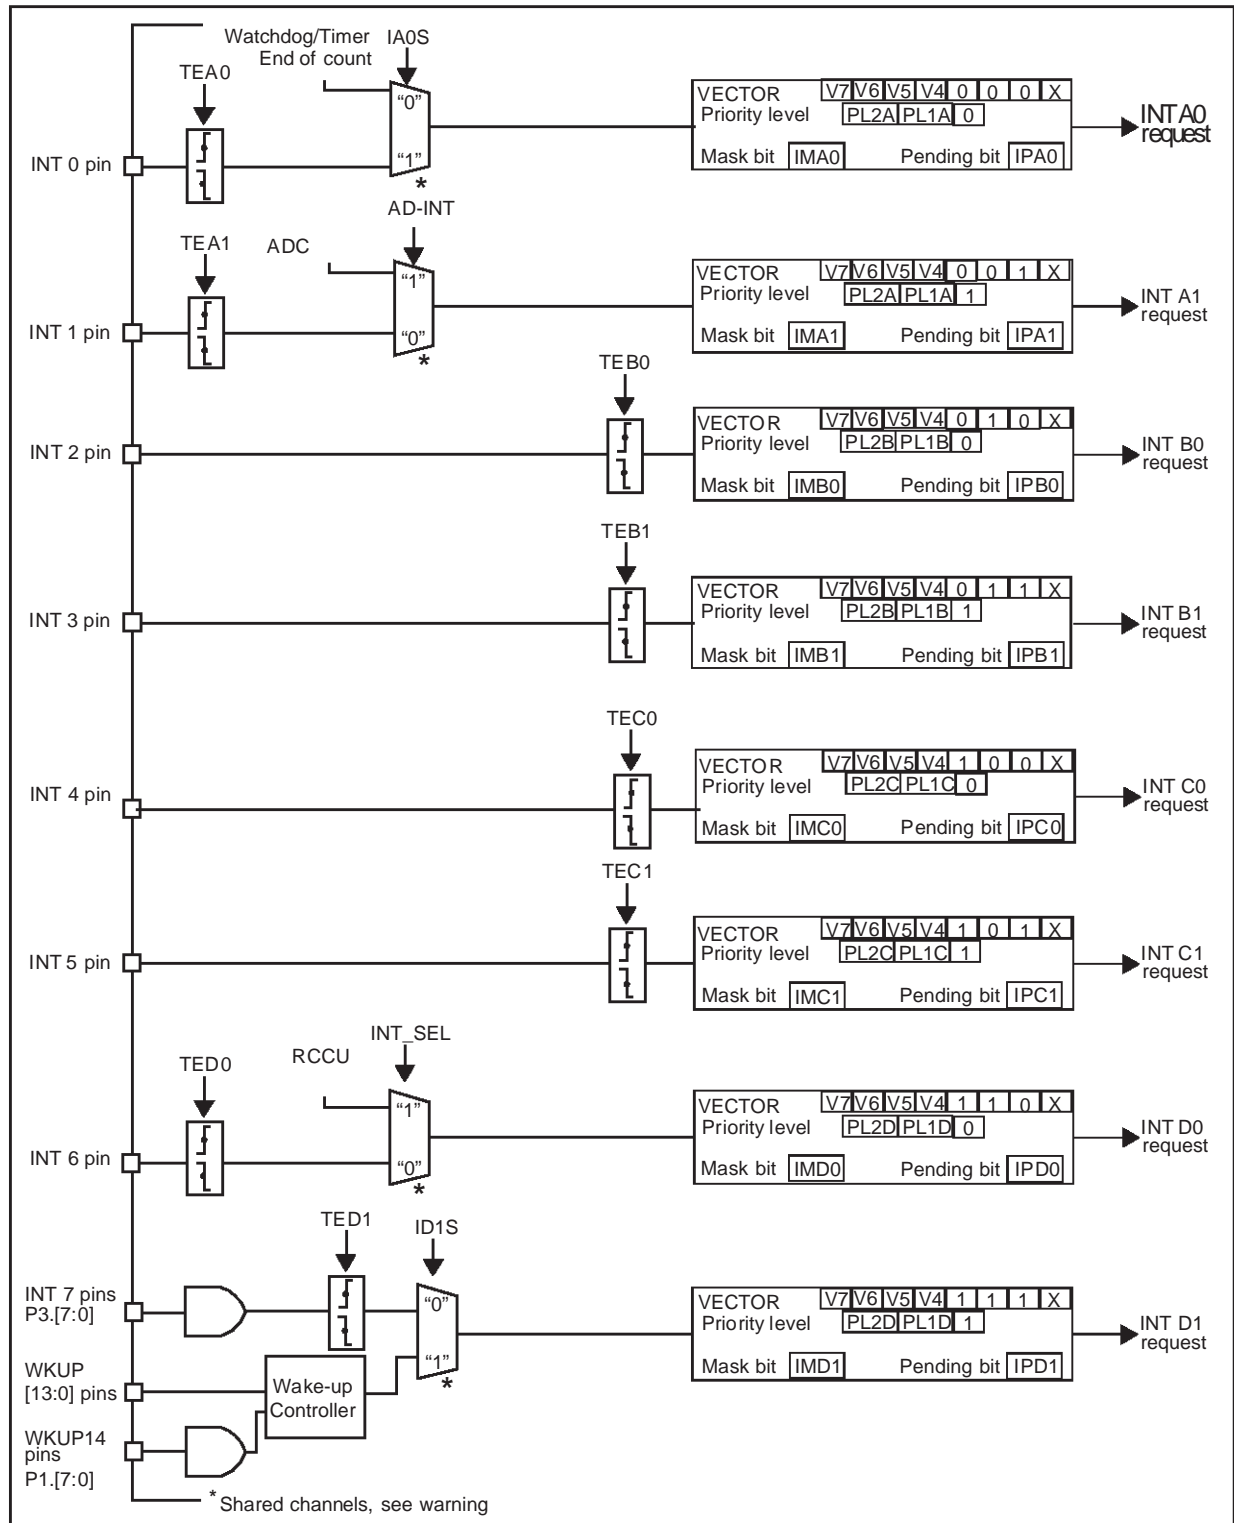 Watchdog/Timer IA0S
End of count
TEA0
"0"
"1"
*
INT 0 pin
VECTOR V7 V6 V5 V4 0 0 0 X
Priority level PL2A PL1A 0
Mask bit IMA0 Pending bit IPA0
INT A0
request
AD-INT
TEA1 ADC
"1"
"0"
*
INT 1 pin
VECTOR V7 V6 V5 V4 0 0 1 X
Priority level PL2A PL1A 1
Mask bit IMA1 Pending bit IPA1
INT A1
request
TEB0
INT 2 pin
VECTOR V7 V6 V5 V4 0 1 0 X
Priority level PL2B PL1B 0
Mask bit IMB0 Pending bit IPB0
INT B0
request
TEB1
INT 3 pin
VECTOR V7 V6 V5 V4 0 1 1 X
Priority level PL2B PL1B 1
Mask bit IMB1 Pending bit IPB1
INT B1
request
TEC0
INT 4 pin
VECTOR V7 V6 V5 V4 1 0 0 X
Priority level PL2C PL1C 0
Mask bit IMC0 Pending bit IPC0
INT C0
request
TEC1
INT 5 pin
VECTOR V7 V6 V5 V4 1 0 1 X
Priority level PL2C PL1C 1
Mask bit IMC1 Pending bit IPC1
INT C1
request
INT_SEL
TED0 RCCU
"1"
"0"
*
INT 6 pin
VECTOR V7 V6 V5 V4 1 1 0 X
Priority level PL2D PL1D 0
Mask bit IMD0 Pending bit IPD0
INT D0
request
TED1 ID1S
INT 7 pins
P3.[7:0]
"0"
"1"
*
VECTOR V7 V6 V5 V4 1 1 1 X
Priority level PL2D PL1D 1
Mask bit IMD1 Pending bit IPD1
INT D1
request
WKUP
[13:0] pins
Wake-up
Controller
WKUP14
pins
P1.[7:0]
* Shared channels, see warning